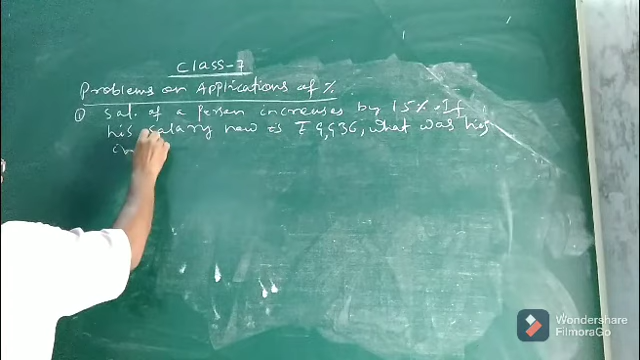 Class-7
Problems on Applications of %
① Sal. of a Person increases by 15%. If
his salary now is ₹ 9,936, what was his
in
Wondershare
FilmoraGo